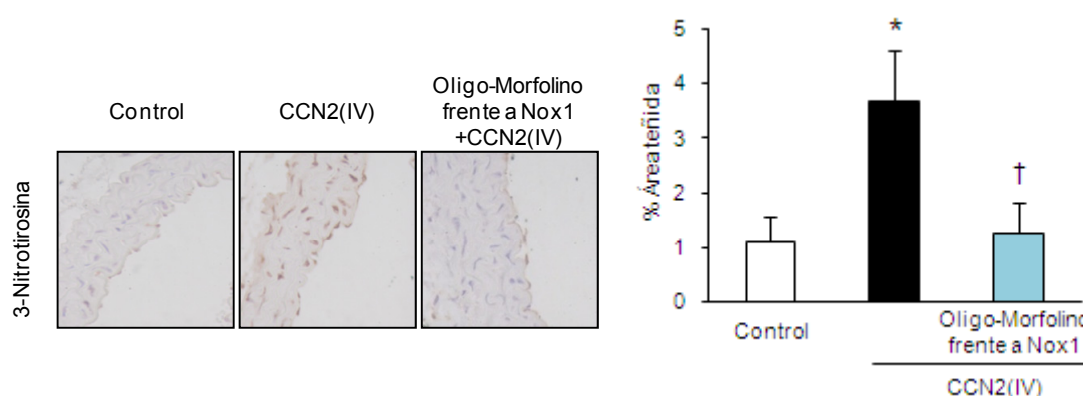 Control
CCN2(IV)
Oligo-Morfolino
frente a Nox1
+CCN2(IV)
3-Nitrotirosina
% Áreateñida
5
4
3
2
1
0
*
†
Control
Oligo-Morfolino
frente a Nox1
CCN2(IV)